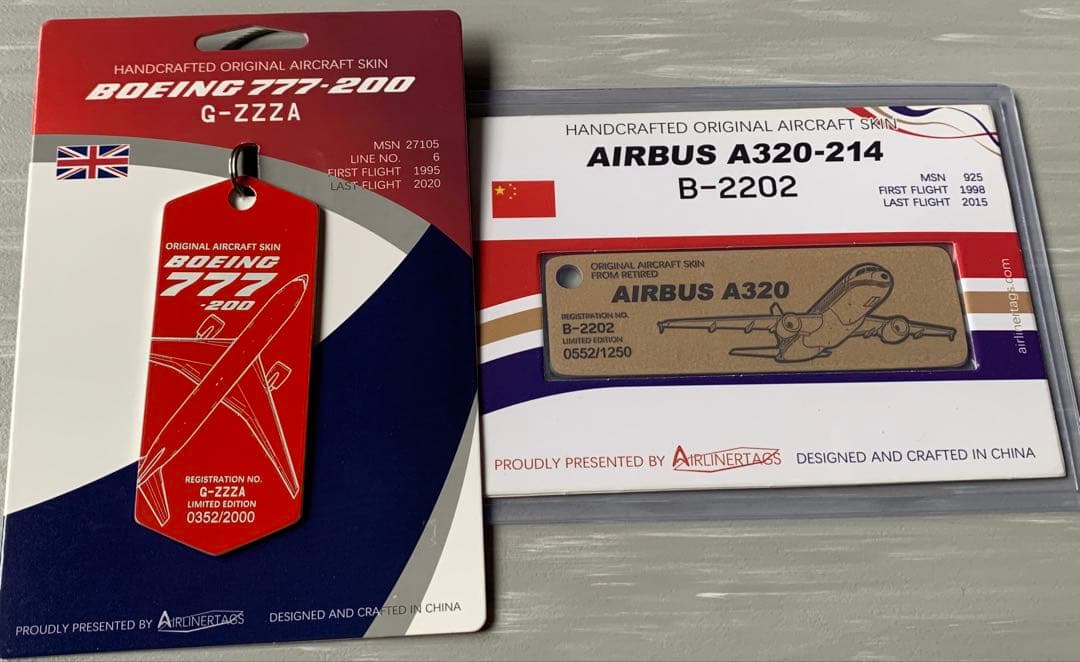 HANDCRAFTED ORIGINAL AIRCRAFT SKIN
BOEING 777-200
G-ZZZA
MSN 27105
LINE NO. 6
FIRST FLIGHT 1995
LAST FLIGHT 2020
ORIGINAL AIRCRAFT SKIN
BOEING
777
-200
REGISTRATION NO.
G-ZZZA
LIMITED EDITION
0352/2000
PROUDLY PRESENTED BY AIRLINERTAGS DESIGNED AND CRAFTED IN CHINA
HANDCRAFTED ORIGINAL AIRCRAFT SKIN
AIRBUS A320-214
B-2202
MSN 925
FIRST FLIGHT 1998
LAST FLIGHT 2015
ORIGINAL AIRCRAFT SKIN
FROM RETIRED
AIRBUS A320
REGISTRATION NO.
B-2202
LIMITED EDITION
0552/1250
airlinertags.com
PROUDLY PRESENTED BY AIRLINERTAGS DESIGNED AND CRAFTED IN CHINA